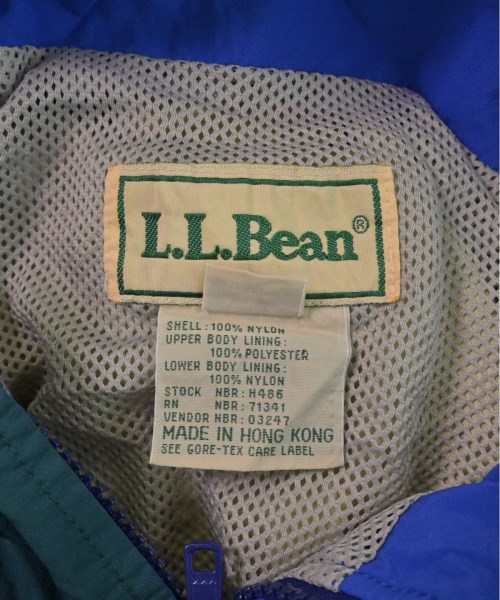 L.L.Bean®
SHELL: 100% NYLON
UPPER BODY LINING:
100% POLYESTER
LOWER BODY LINING:
100% NYLON
STOCK NBR: H486
RN NBR: 71341
VENDOR NBR: 03247
MADE IN HONG KONG
SEE GORE-TEX CARE LABEL